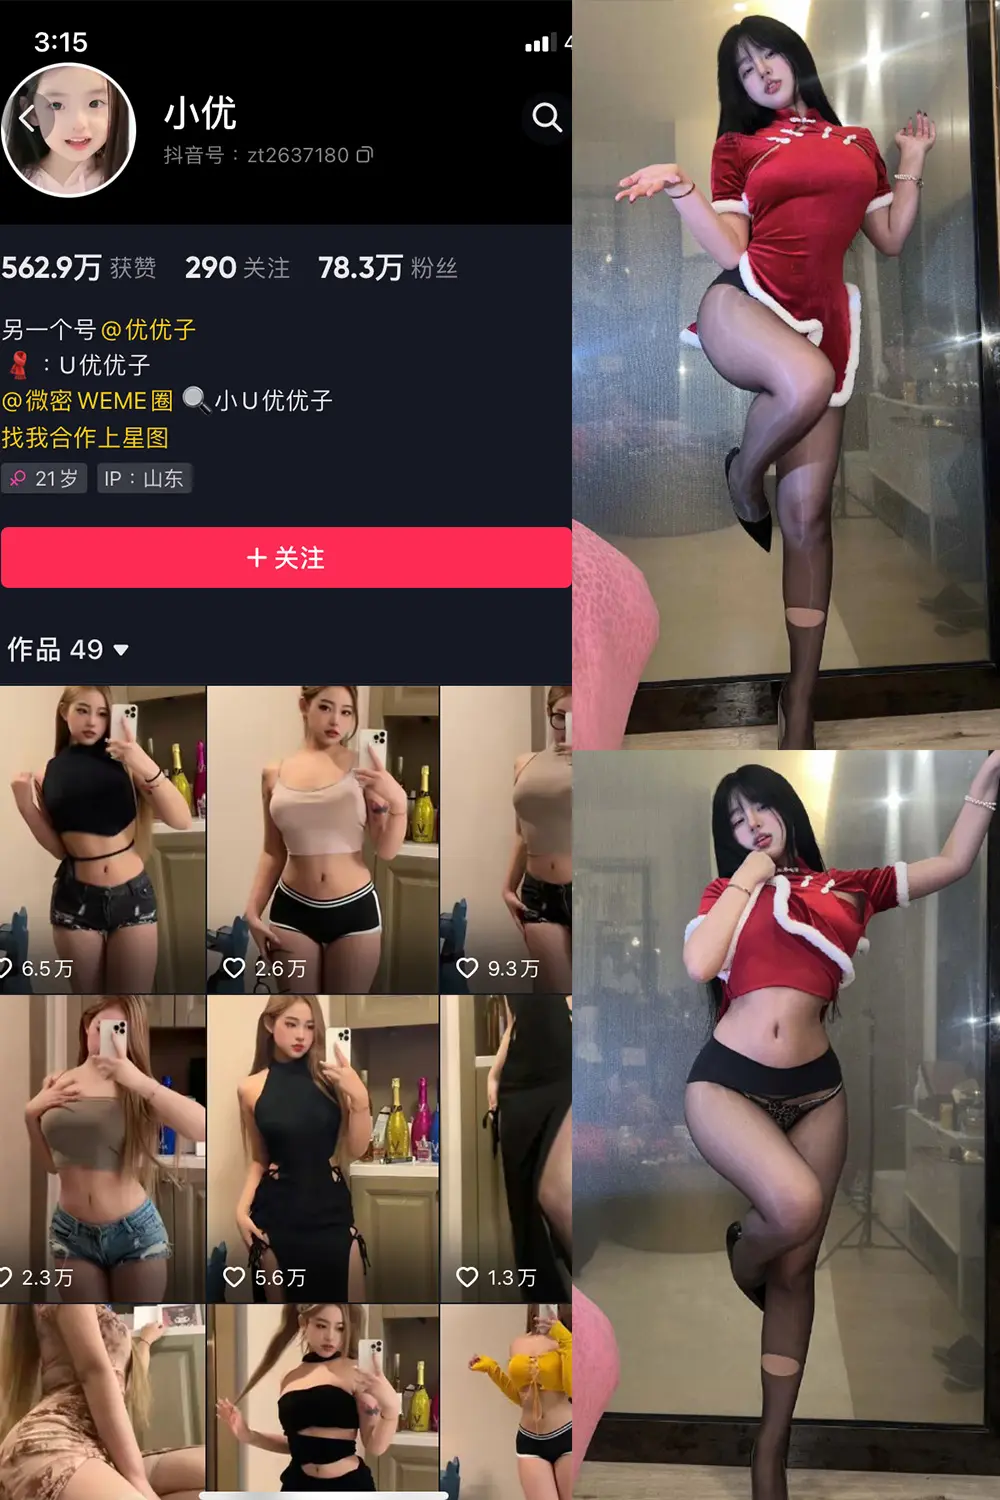 3:15
小优
抖音号：zt2637180
562.9万 获赞 290 关注 78.3万 粉丝
另一个号@优优子
：U优优子
@微密WEME圈 小U优优子
找我合作上星图
21岁 IP：山东
+ 关注
作品 49
6.5万 2.6万 9.3万
2.3万 5.6万 1.3万